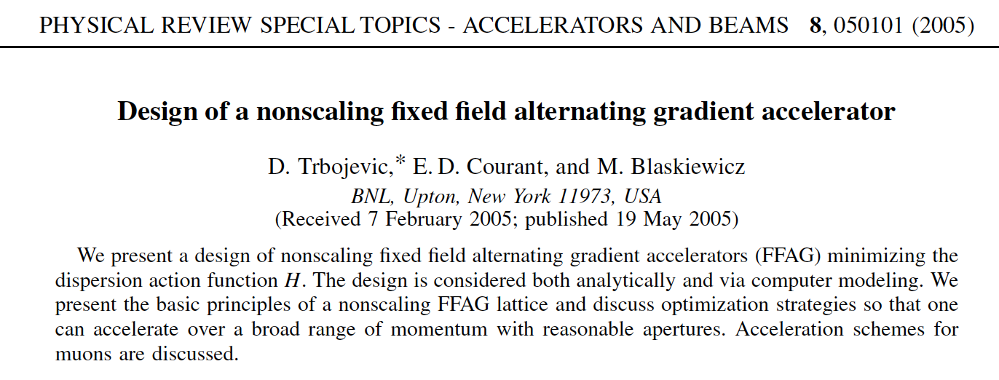 PHYSICAL REVIEW SPECIAL TOPICS - ACCELERATORS AND BEAMS 8, 050101 (2005)
Design of a nonscaling fixed field alternating gradient accelerator
D. Trbojevic,* E. D. Courant, and M. Blaskiewicz
BNL, Upton, New York 11973, USA
(Received 7 February 2005; published 19 May 2005)
We present a design of nonscaling fixed field alternating gradient accelerators (FFAG) minimizing the
dispersion action function H. The design is considered both analytically and via computer modeling. We
present the basic principles of a nonscaling FFAG lattice and discuss optimization strategies so that one
can accelerate over a broad range of momentum with reasonable apertures. Acceleration schemes for
muons are discussed.